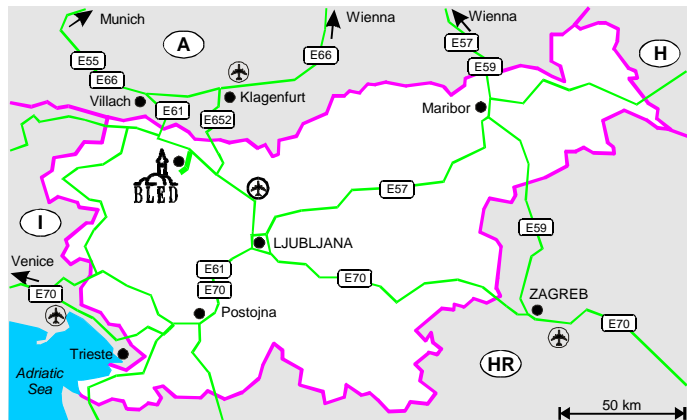 Munich
A
Wienna
Wienna
E57
E55
E66
E59
H
E66
Villach
Klagenfurt
E61
E652
Maribor
BLED
E57
I
E59
LJUBLJANA
Venice
E61
E70
E70
E70
Postojna
ZAGREB
E70
Trieste
HR
Adriatic
Sea
50 km